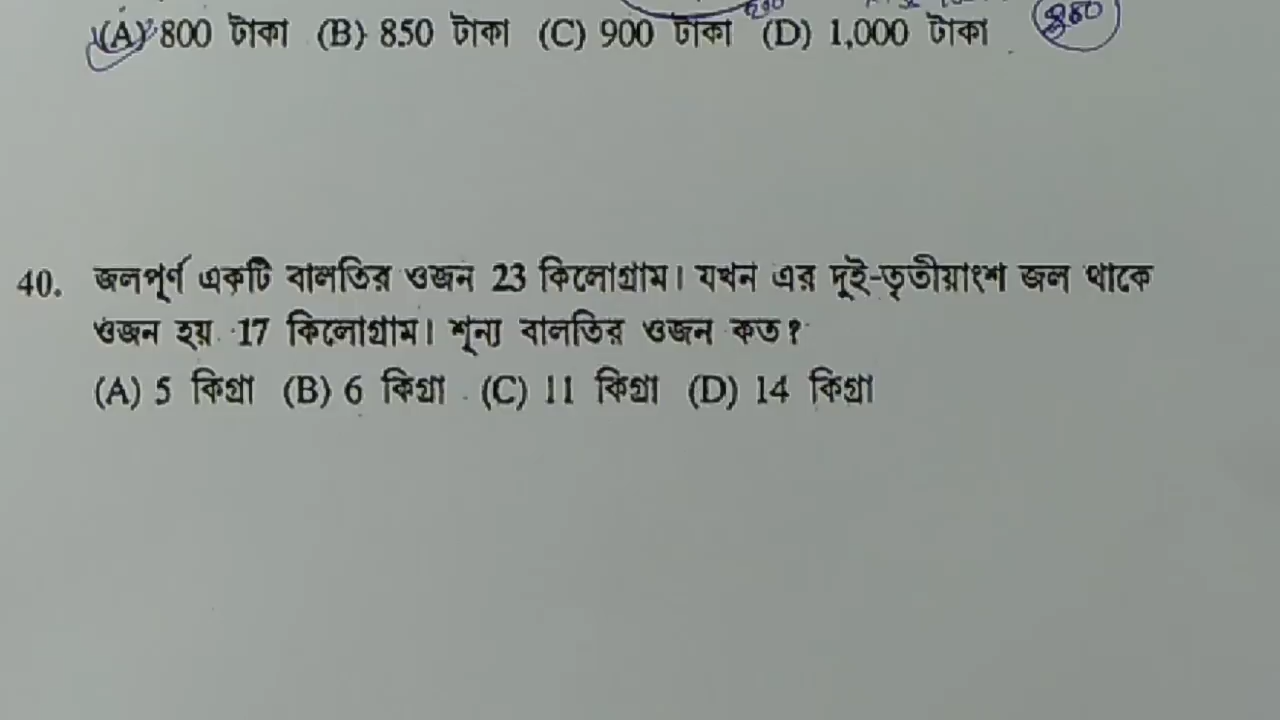 (A) 800 টাকা (B) 850 টাকা (C) 900 টাকা (D) 1,000 টাকা
40. জলপূর্ণ একটি বালতির ওজন 23 কিলোগ্রাম। যখন এর দুই-তৃতীয়াংশ জল থাকে
ওজন হয় 17 কিলোগ্রাম। শূন্য বালতির ওজন কত?
(A) 5 কিগ্রা (B) 6 কিগ্রা (C) 11 কিগ্রা (D) 14 কিগ্রা